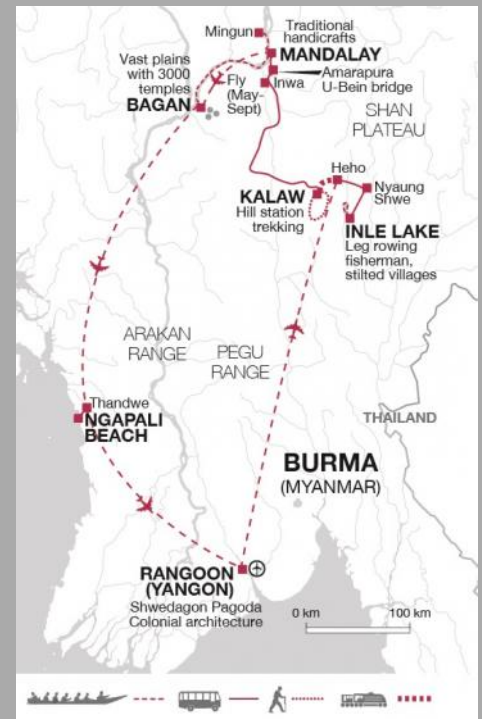 Mingun
Traditional
handicrafts
MANDALAY
Vast plains
with 3000
temples
BAGAN
Fly
(May-
Sept)
Amarapura
U-Bein bridge
Inwa
SHAN
PLATEAU
Heho
KALAW
Hill station
trekking
Nyaung
Shwe
INLE LAKE
Leg rowing
fisherman,
stilted villages
ARAKAN
RANGE
PEGU
RANGE
Thandwe
NGAPALI
BEACH
THAILAND
BURMA
(MYANMAR)
RANGOON
(YANGON)
Shwedagon Pagoda
Colonial architecture
0 km 100 km